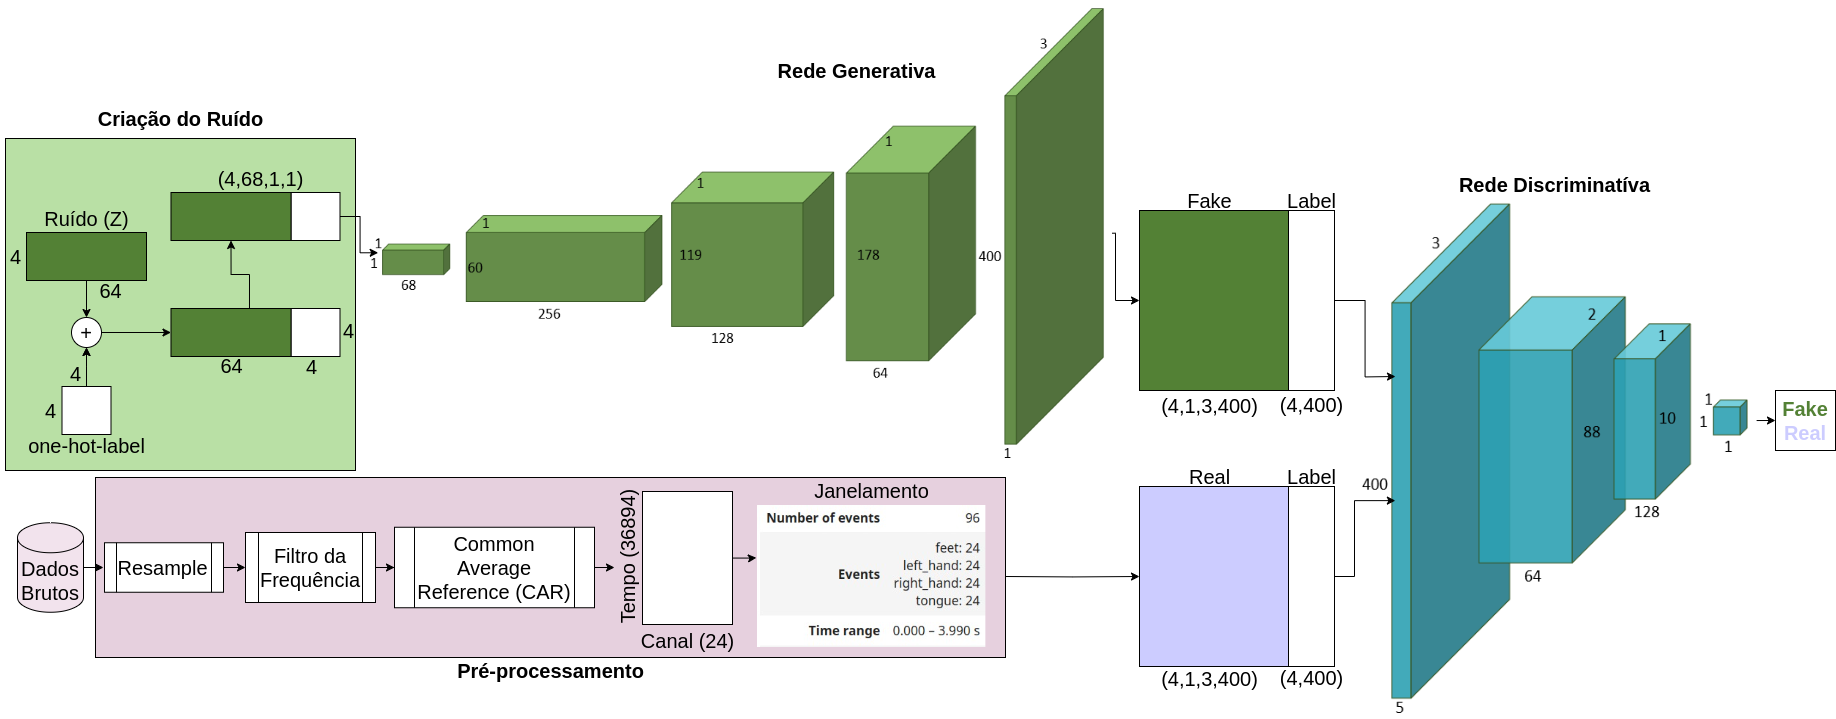 Criação do Ruído
(4,68,1,1)
Ruído (Z)
4
64
+
4
64
4
4
4
one-hot-label
Rede Generativa
1
1
68
1
60
256
1
119
128
1
178
64
3
400
1
Fake
Label
(4,1,3,400)
(4,400)
Real
Label
(4,1,3,400)
(4,400)
Rede Discriminatíva
3
400
5
2
88
64
1
10
128
1
1
1
Fake
Real
Dados
Brutos
Resample
Filtro da
Frequência
Common
Average
Reference (CAR)
Tempo (36894)
Canal (24)
Janelamento
Number of events 96
feet: 24
Events left_hand: 24
right_hand: 24
tongue: 24
Time range 0.000 – 3.990 s
Pré-processamento